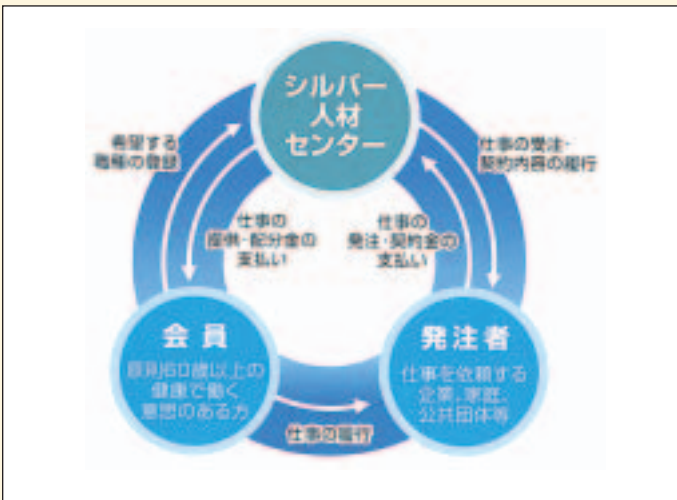 シルバー
人材
センター
希望する
職種の登録
仕事の受注・
契約内容の履行
仕事の
提供・配分金の
支払い
仕事の
発注・契約金の
支払い
会員
原則60歳以上の
健康で働く
意思のある方
発注者
仕事を依頼する
企業、家庭、
公共団体等
仕事の履行